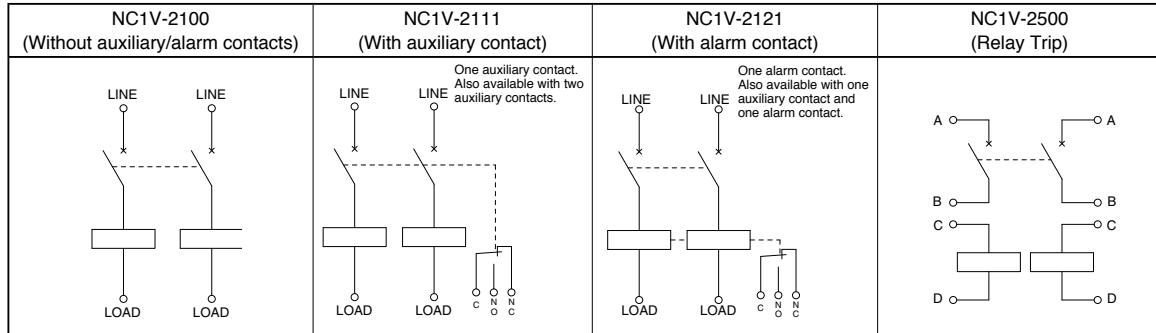 NC1V-2100
(Without auxiliary/alarm contacts)
NC1V-2111
(With auxiliary contact)
NC1V-2121
(With alarm contact)
NC1V-2500
(Relay Trip)
LINE
LINE
LOAD
LOAD
One auxiliary contact.
Also available with two
auxiliary contacts.
LINE
LINE
LOAD
LOAD
C
NO
NC
One alarm contact.
Also available with one
auxiliary contact and
one alarm contact.
LINE
LINE
LOAD
LOAD
C
NO
NC
A
A
B
B
C
C
D
D